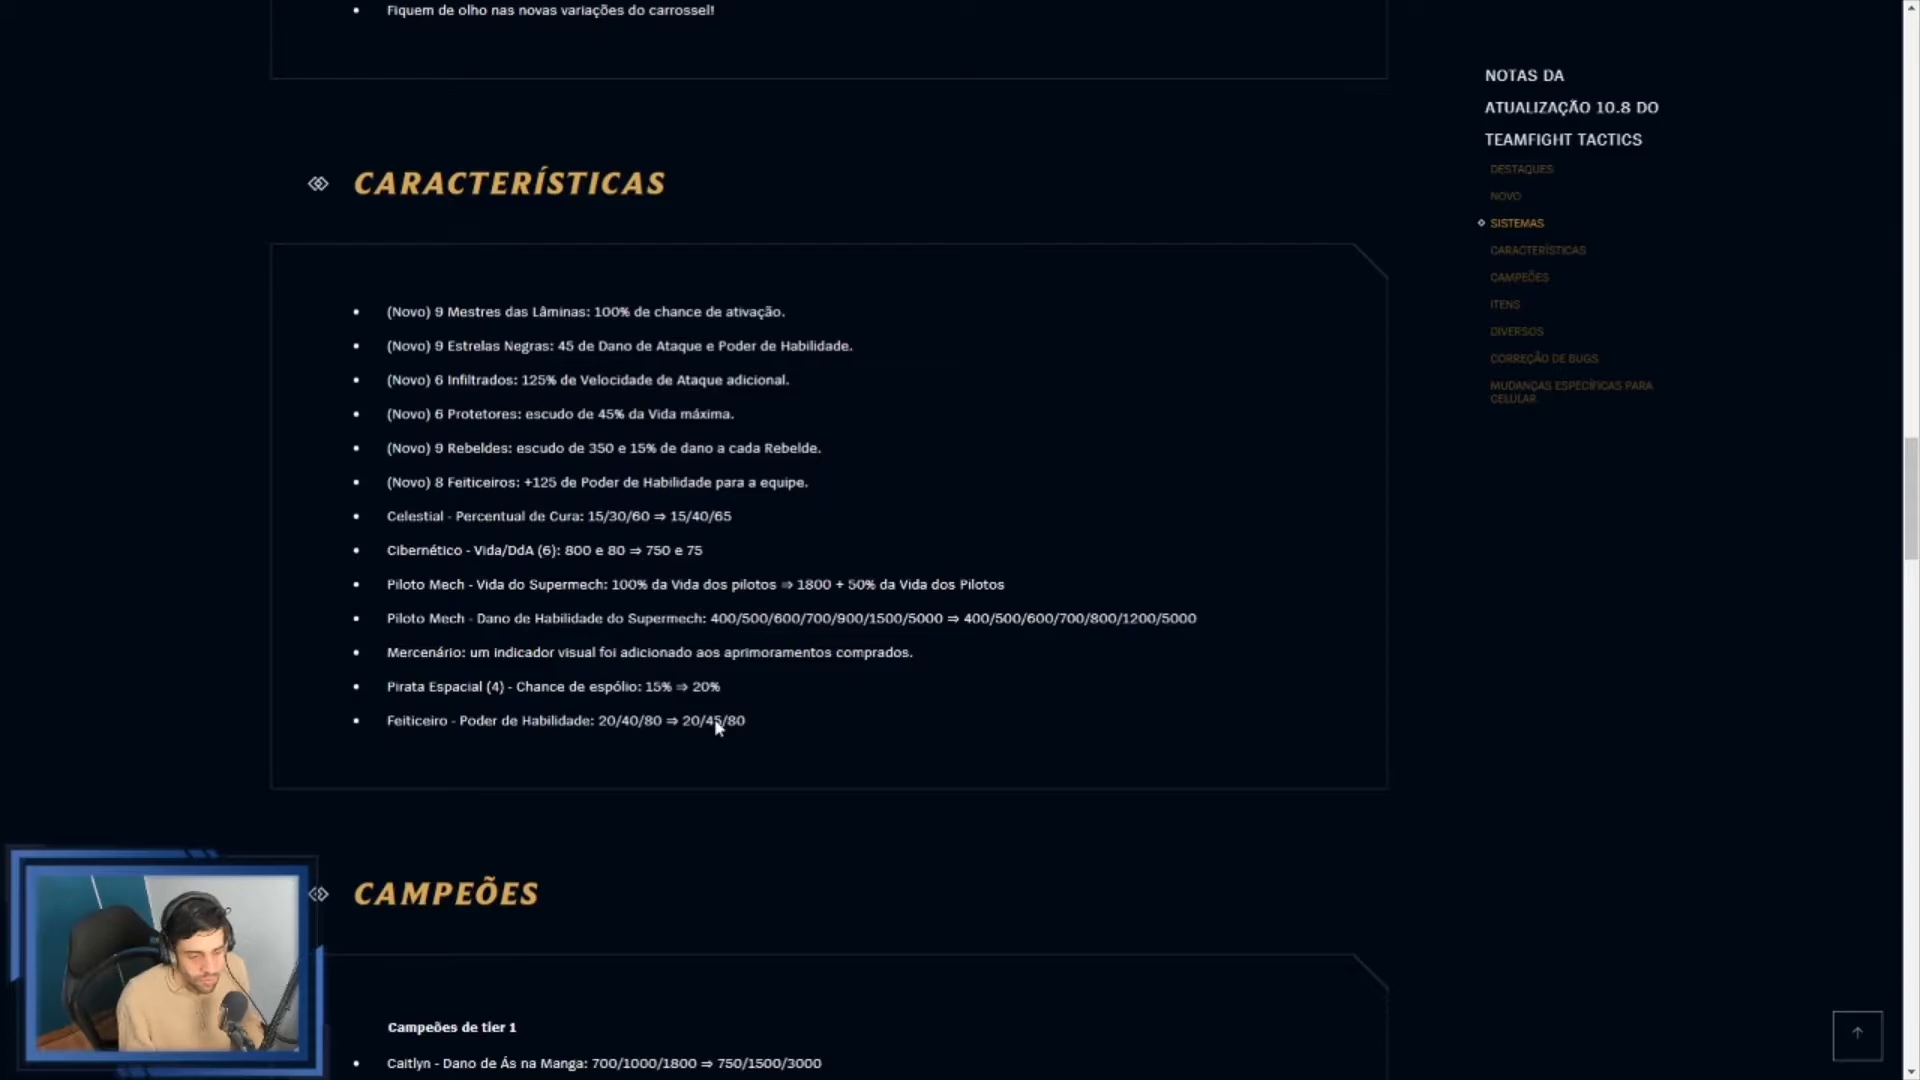 Fiquem de olho nas novas variações do carrossel!
NOTAS DA
ATUALIZAÇÃO 10.8 DO
TEAMFIGHT TACTICS
DESTAQUES
NOVO
SISTEMAS
CARACTERÍSTICAS
CAMPEÕES
ITENS
DIVERSOS
CORREÇÃO DE BUGS
MUDANÇAS ESPECÍFICAS PARA
CELULAR
CARACTERÍSTICAS
(Novo) 9 Mestres das Lâminas: 100% de chance de ativação.
(Novo) 9 Estrelas Negras: 45 de Dano de Ataque e Poder de Habilidade.
(Novo) 6 Infiltrados: 125% de Velocidade de Ataque adicional.
(Novo) 6 Protetores: escudo de 45% da Vida máxima.
(Novo) 9 Rebeldes: escudo de 350 e 15% de dano a cada Rebelde.
(Novo) 8 Feiticeiros: +125 de Poder de Habilidade para a equipe.
Celestial - Percentual de Cura: 15/30/60 ⇒ 15/40/65
Cibernético - Vida/DdA (6): 800 e 80 ⇒ 750 e 75
Piloto Mech - Vida do Supermech: 100% da Vida dos pilotos ⇒ 1800 + 50% da Vida dos Pilotos
Piloto Mech - Dano de Habilidade do Supermech: 400/500/600/700/900/1500/5000 ⇒ 400/500/600/700/800/1200/5000
Mercenário: um indicador visual foi adicionado aos aprimoramentos comprados.
Pirata Espacial (4) - Chance de espólio: 15% ⇒ 20%
Feiticeiro - Poder de Habilidade: 20/40/80 ⇒ 20/45/80
CAMPEÕES
Campeões de tier 1
Caitlyn - Dano de Ás na Manga: 700/1000/1800 ⇒ 750/1500/3000